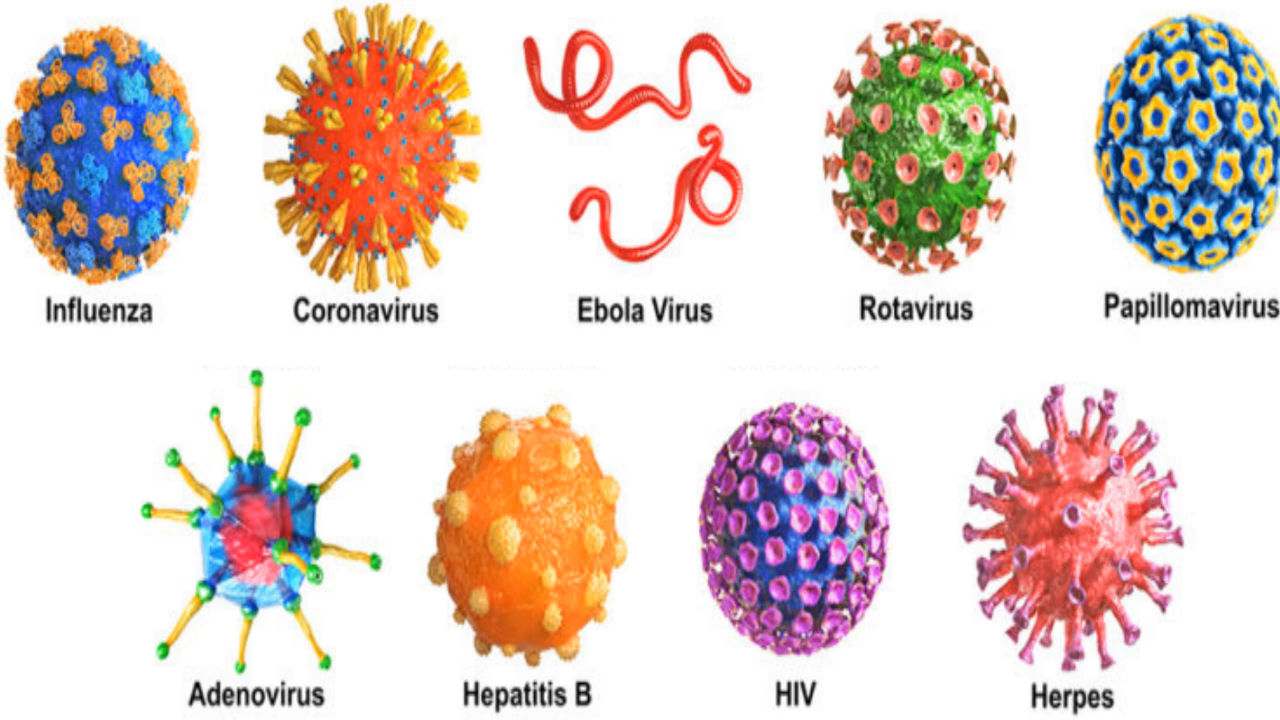 Influenza
Coronavirus
Ebola Virus
Rotavirus
Papillomavirus
Adenovirus
Hepatitis B
HIV
Herpes